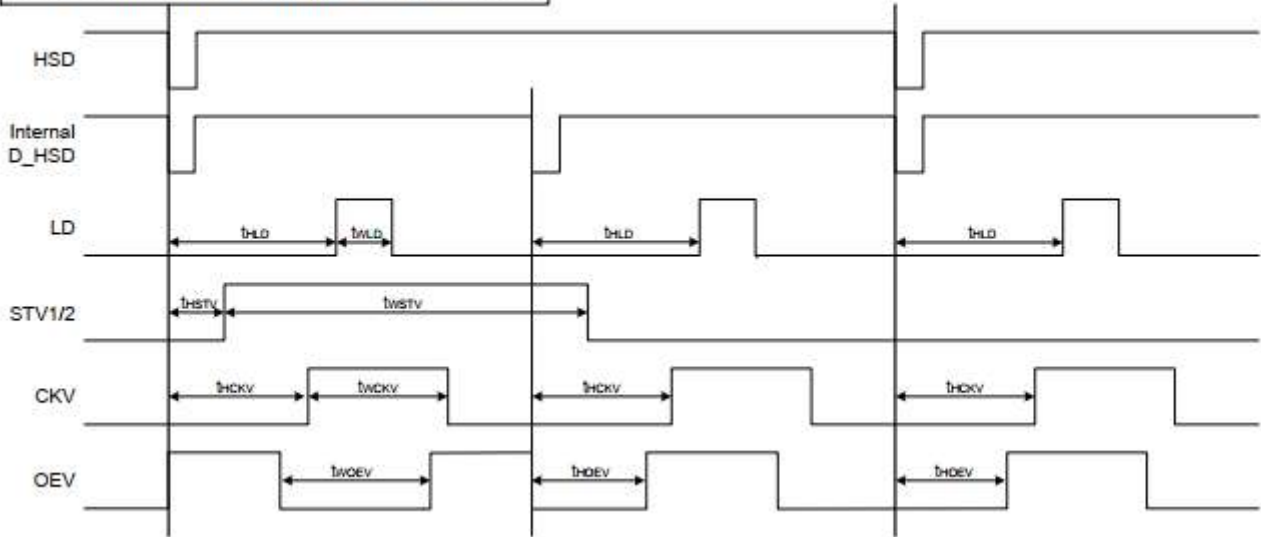 HSD
Internal
D_HSD
LD
tHLD
tWLD
tHLD
tHLD
STV1/2
tHSTV
tWSTV
CKV
tHCKV
tWCKV
tHCKV
tHCKV
OEV
tWOEV
tHOEV
tHOEV